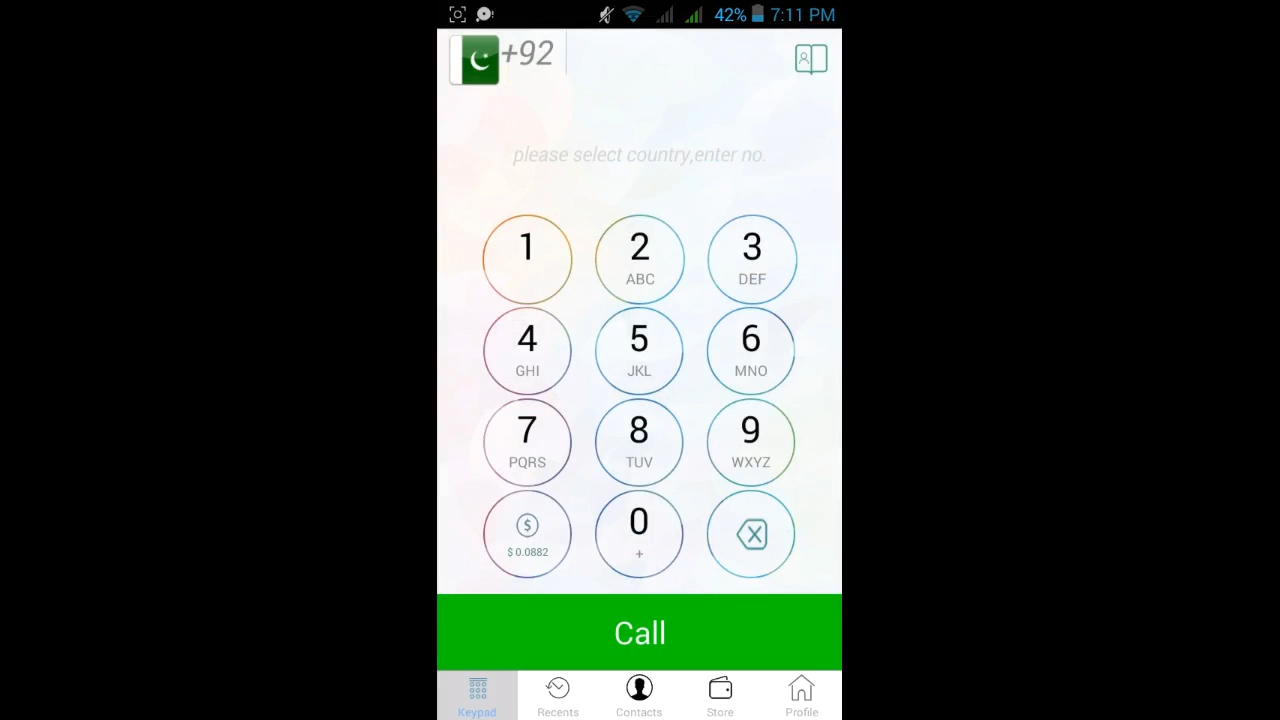 42% 7:11 PM
+92
please select country,enter no.
1 2 3
ABC DEF
4 5 6
GHI JKL MNO
7 8 9
PQRS TUV WXYZ
$ 0
$ 0.0882 +
Call
Keypad Recents Contacts Store Profile